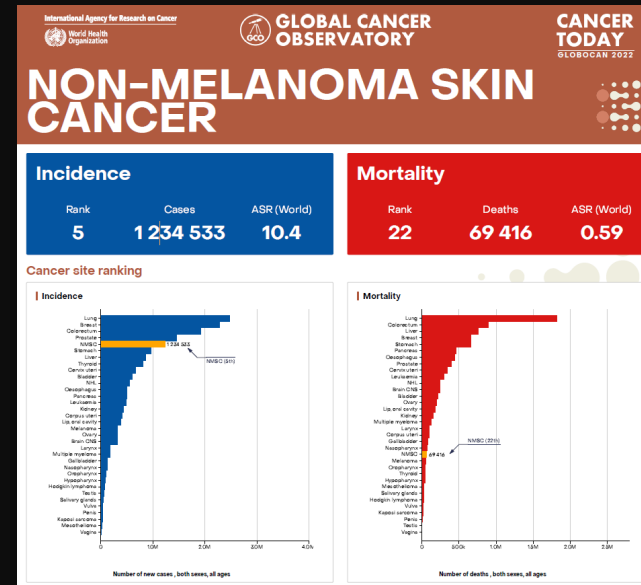 International Agency for Research on Cancer
World Health
Organization
GCO
GLOBAL CANCER
OBSERVATORY
CANCER
TODAY
GLOBOCAN 2022
NON-MELANOMA SKIN
CANCER
Incidence
Rank Cases ASR (World)
5 1 234 533 10.4
Mortality
Rank Deaths ASR (World)
22 69 416 0.59
Cancer site ranking
Incidence
Lung
Breast
Colorectum
Prostate
NMSC 1 234 533
Stomach
Liver
NMSC (5th)
Thyroid
Cervix uteri
Bladder
NHL
Oesophagus
Pancreas
Leukaemia
Kidney
Corpus uteri
Lip, oral cavity
Melanoma
Ovary
Brain CNS
Larynx
Multiple myeloma
Gallbladder
Nasopharynx
Oropharynx
Hypopharynx
Hodgkin lymphoma
Testis
Salivary glands
Vulva
Penis
Kaposi sarcoma
Mesothelioma
Vagina
0 1.0M 2.0M 3.0M 4.0M
Number of new cases , both sexes, all ages
Mortality
Lung
Colorectum
Liver
Breast
Stomach
Pancreas
Oesophagus
Prostate
Cervix uteri
Leukaemia
NHL
Brain CNS
Bladder
Ovary
Lip, oral cavity
Kidney
Multiple myeloma
Larynx
Corpus uteri
Gallbladder
NMSC (22th)
Nasopharynx
NMSC 69 416
Melanoma
Oropharynx
Thyroid
Hypopharynx
Mesothelioma
Salivary glands
Hodgkin lymphoma
Vulva
Kaposi sarcoma
Penis
Testis
Vagina
0 500k 1.0M 1.5M 2.0M 2.5M
Number of deaths , both sexes, all ages